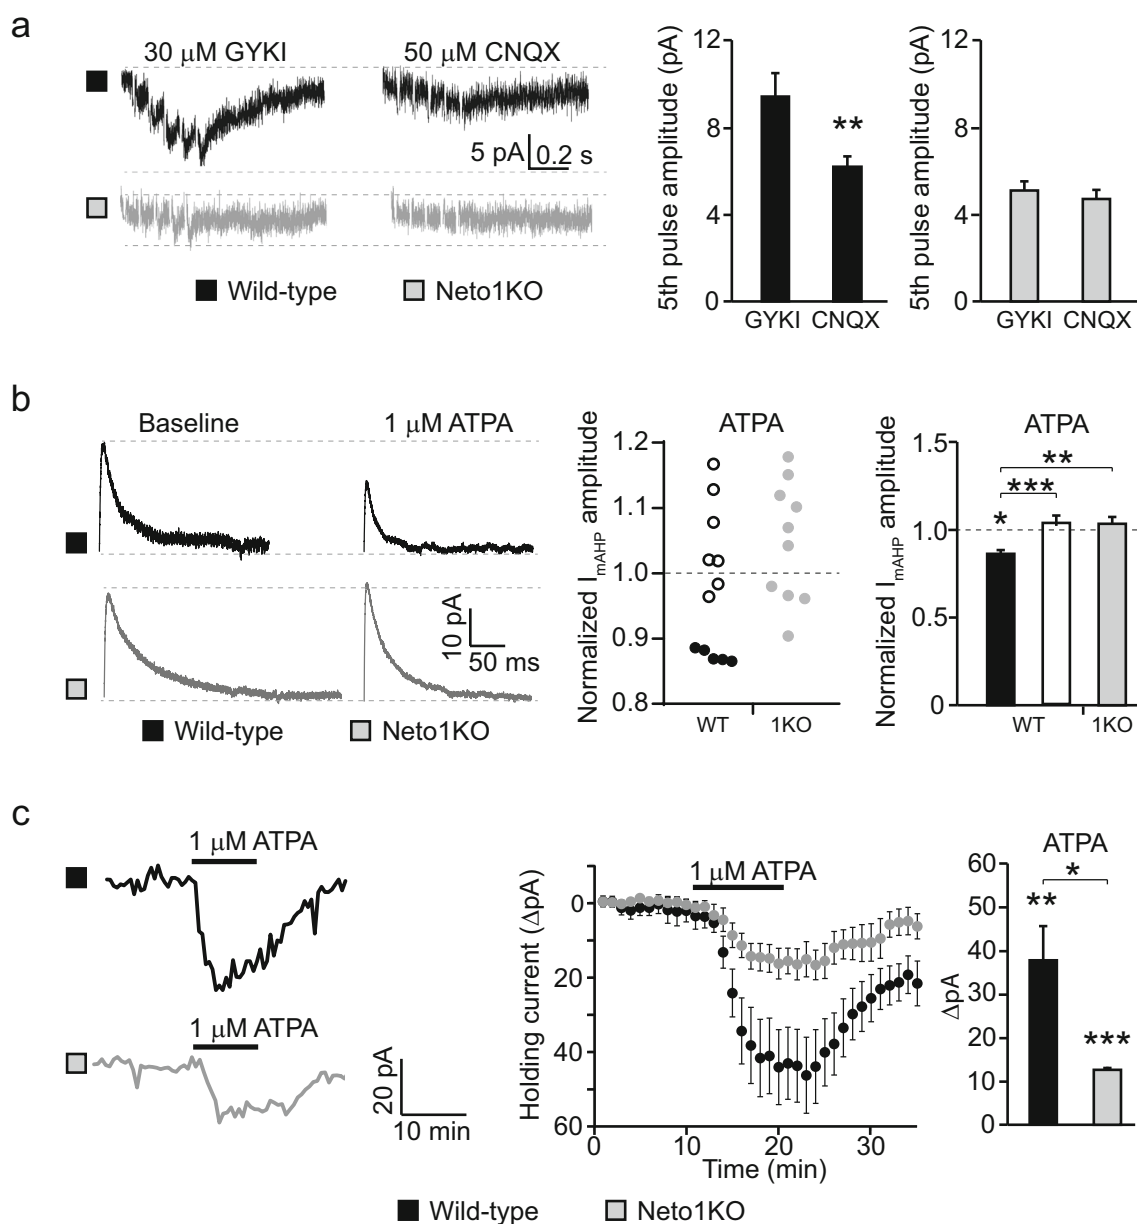 a
30 μM GYKI
50 μM CNQX
5 pA
0.2 s
Wild-type
Neto1KO
5th pulse amplitude (pA)
12
8
4
0
**
GYKI
CNQX
5th pulse amplitude (pA)
12
8
4
0
GYKI
CNQX
b
Baseline
1 μM ATPA
10 pA
50 ms
Wild-type
Neto1KO
ATPA
Normalized ImAHP amplitude
1.2
1.1
1.0
0.9
0.8
WT
1KO
ATPA
Normalized ImAHP amplitude
1.5
1.0
0.5
0
**
***
*
WT
1KO
c
1 μM ATPA
1 μM ATPA
20 pA
10 min
1 μM ATPA
Holding current (ΔpA)
0
20
40
60
0
10
20
30
Time (min)
ATPA
ΔpA
60
50
40
30
20
10
0
*
**
***
Wild-type
Neto1KO